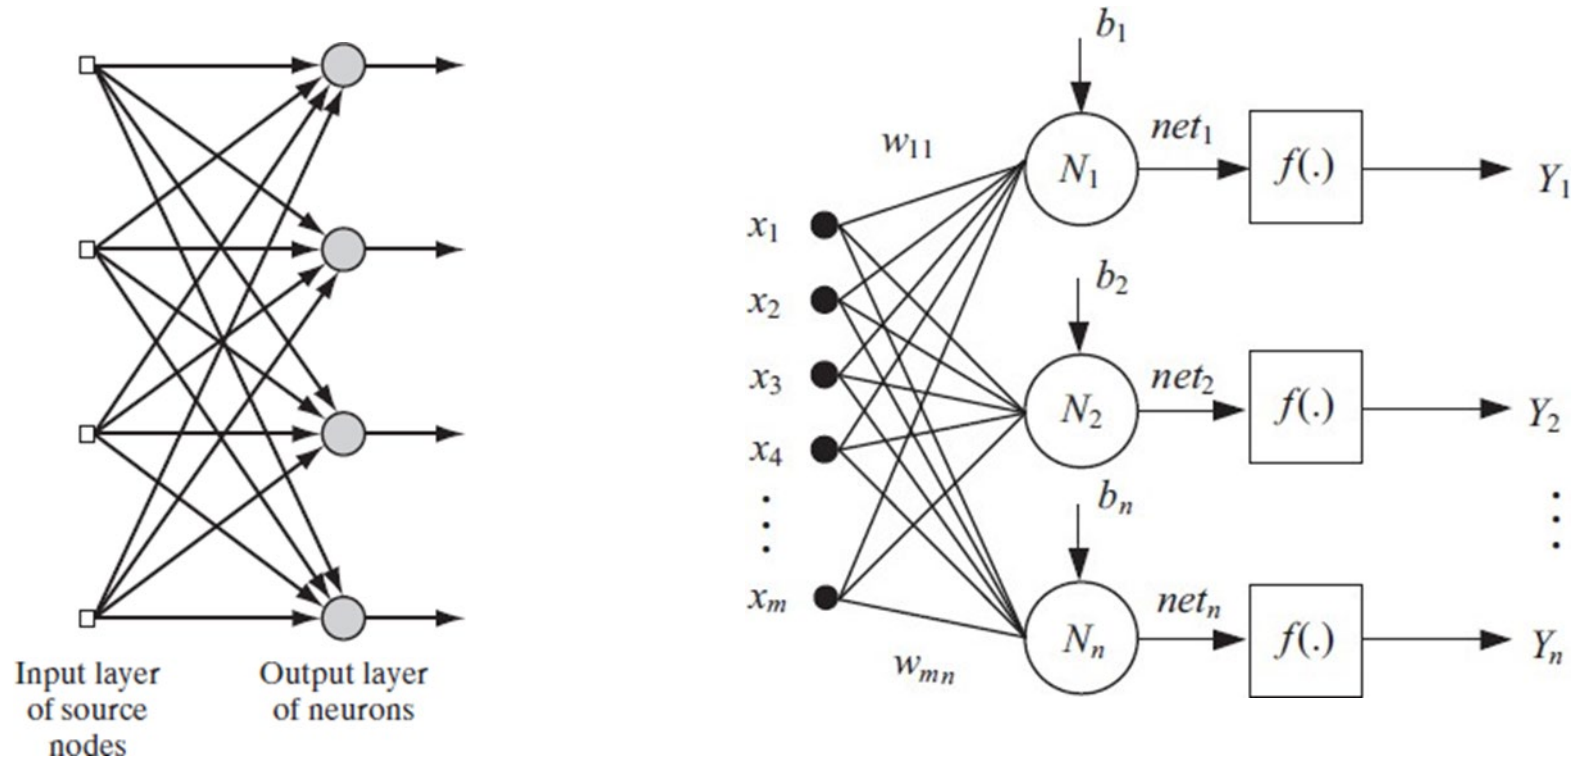 Input layer
of source
nodes
Output layer
of neurons
b1
w11
net1
N1
f(.)
Y1
x1
x2
x3
x4
xm
b2
net2
N2
f(.)
Y2
bn
netn
Nn
f(.)
Yn
wmn